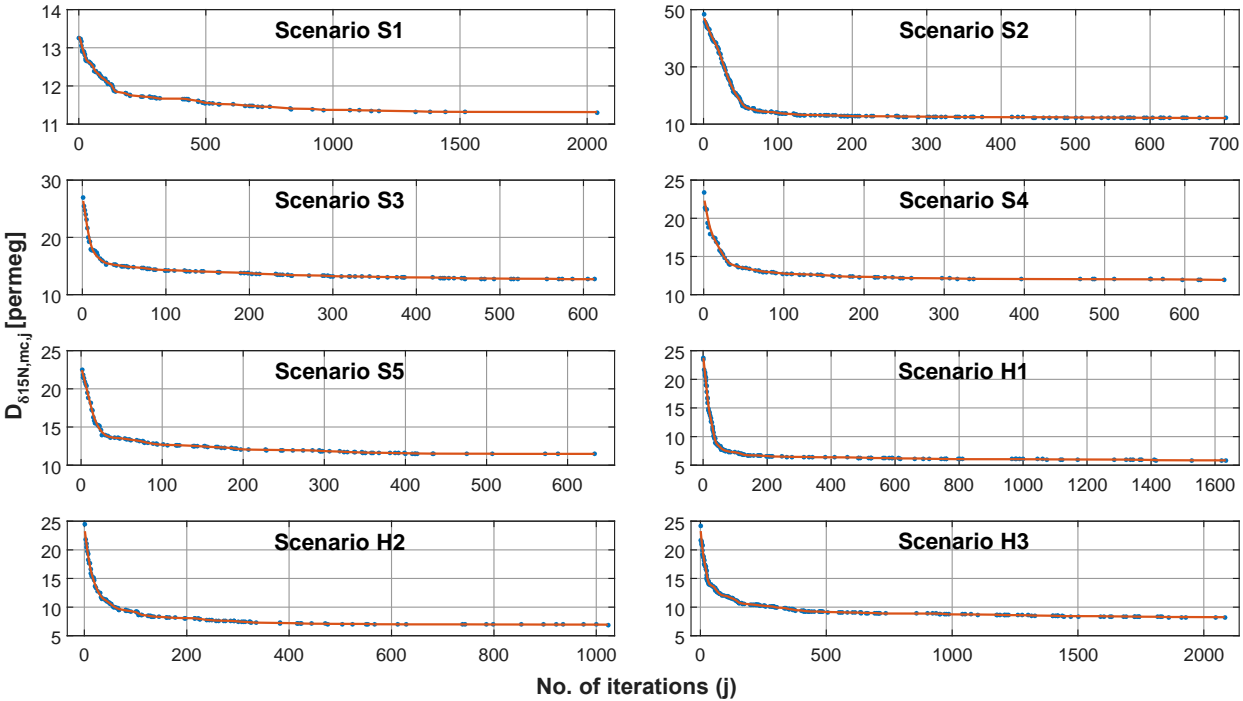 Scenario S1
14
13
12
11
0 500 1000 1500 2000
Scenario S2
50
30
10
0 100 200 300 400 500 600 700
Scenario S3
30
20
10
0 100 200 300 400 500 600
Scenario S4
25
20
15
10
0 100 200 300 400 500 600
Scenario S5
25
20
15
10
0 100 200 300 400 500 600
Scenario H1
25
20
15
10
5
0 200 400 600 800 1000 1200 1400 1600
Scenario H2
25
20
15
10
5
0 200 400 600 800 1000
Scenario H3
25
20
15
10
5
0 500 1000 1500 2000
D δ15N,mc,j [permeg]
No. of iterations (j)